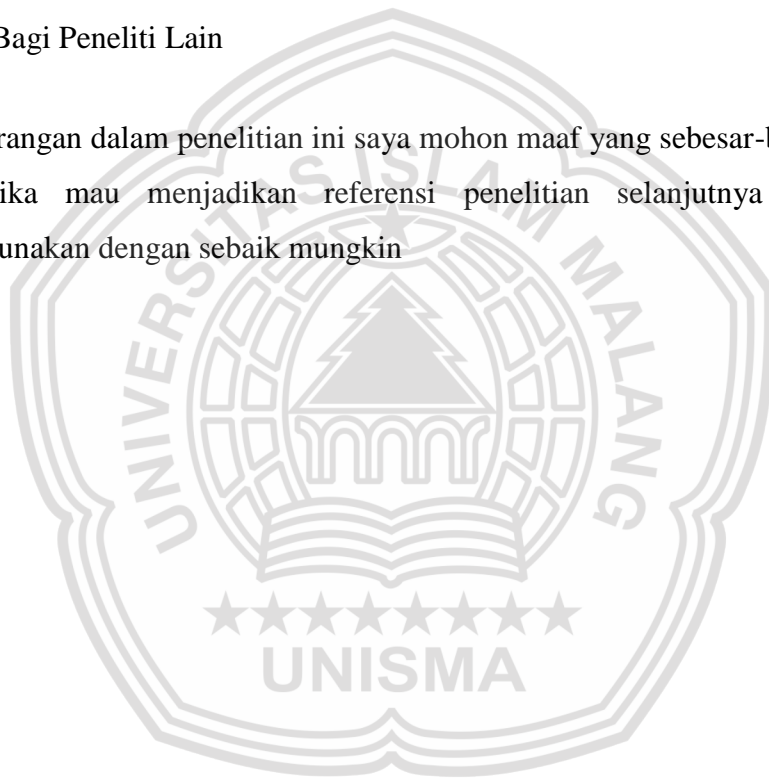 Bagi Peneliti Lain
rangan dalam penelitian ini saya mohon maaf yang sebesar-b
ika mau menjadikan referensi penelitian selanjutnya
unakan dengan sebaik mungkin
UNIVERSITAS ISLAM MALANG
UNISMA